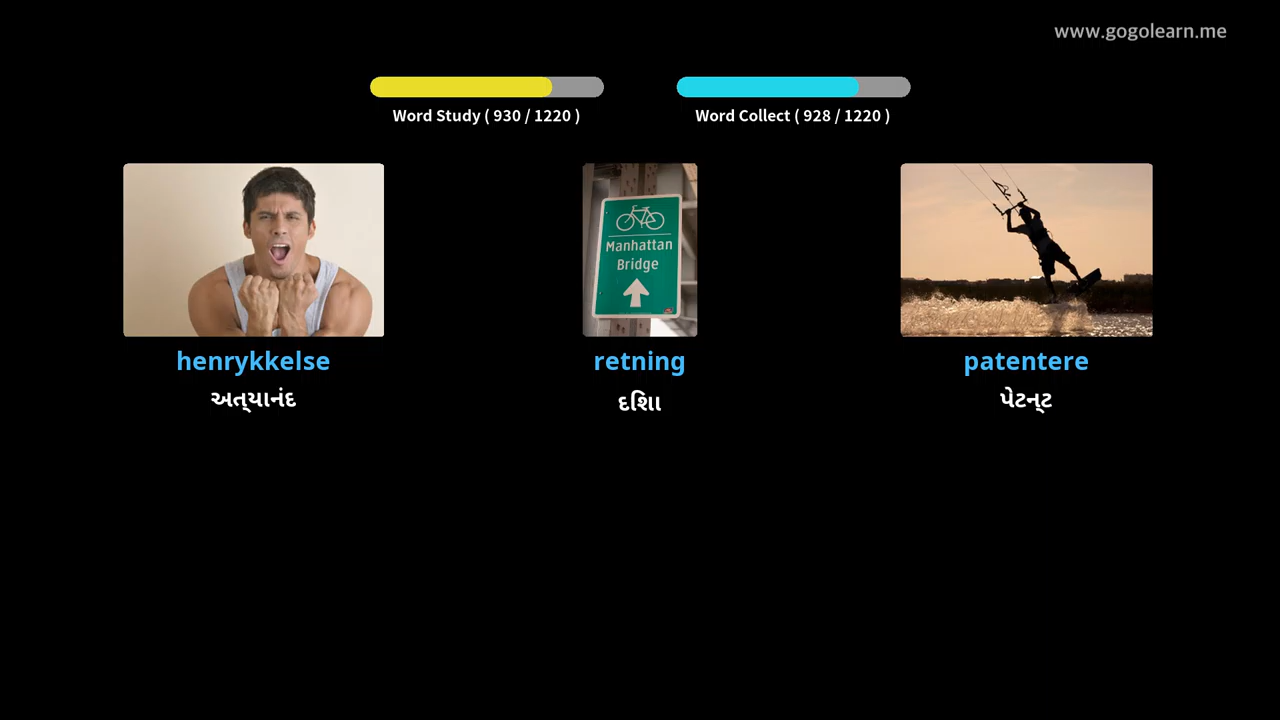 www.gogolearn.me
Word Study ( 930 / 1220 )
Word Collect ( 928 / 1220 )
Manhattan
Bridge
henrykkelse
retning
patentere
અત્યાનંદ
દિશા
પેટન્ટ